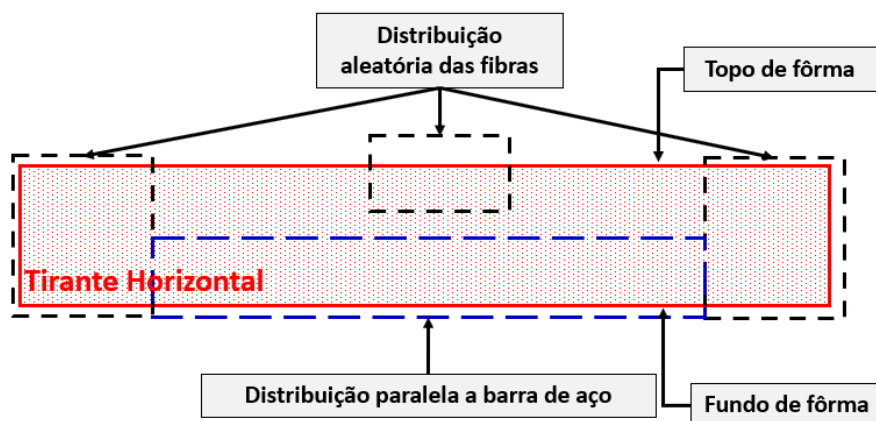 Distribuição
aleatória das fibras
Topo de fôrma
Tirante Horizontal
Distribuição paralela a barra de aço
Fundo de fôrma